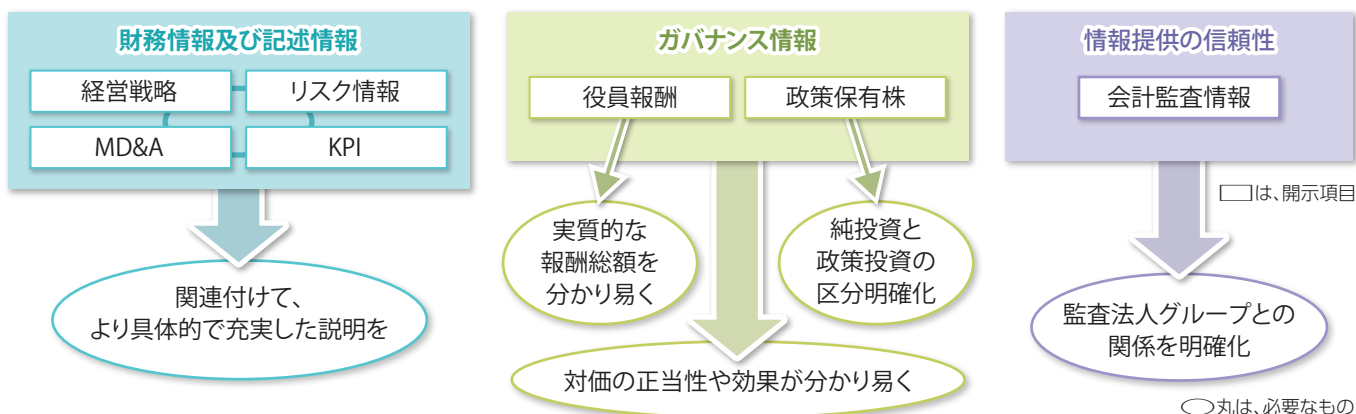 財務情報及び記述情報
経営戦略
リスク情報
MD&A
KPI
関連付けて、
より具体的で充実した説明を
ガバナンス情報
役員報酬
政策保有株
実質的な
報酬総額を
分かり易く
純投資と
政策投資の
区分明確化
対価の正当性や効果が分かり易く
情報提供の信頼性
会計監査情報
は、開示項目
監査法人グループとの
関係を明確化
丸は、必要なもの